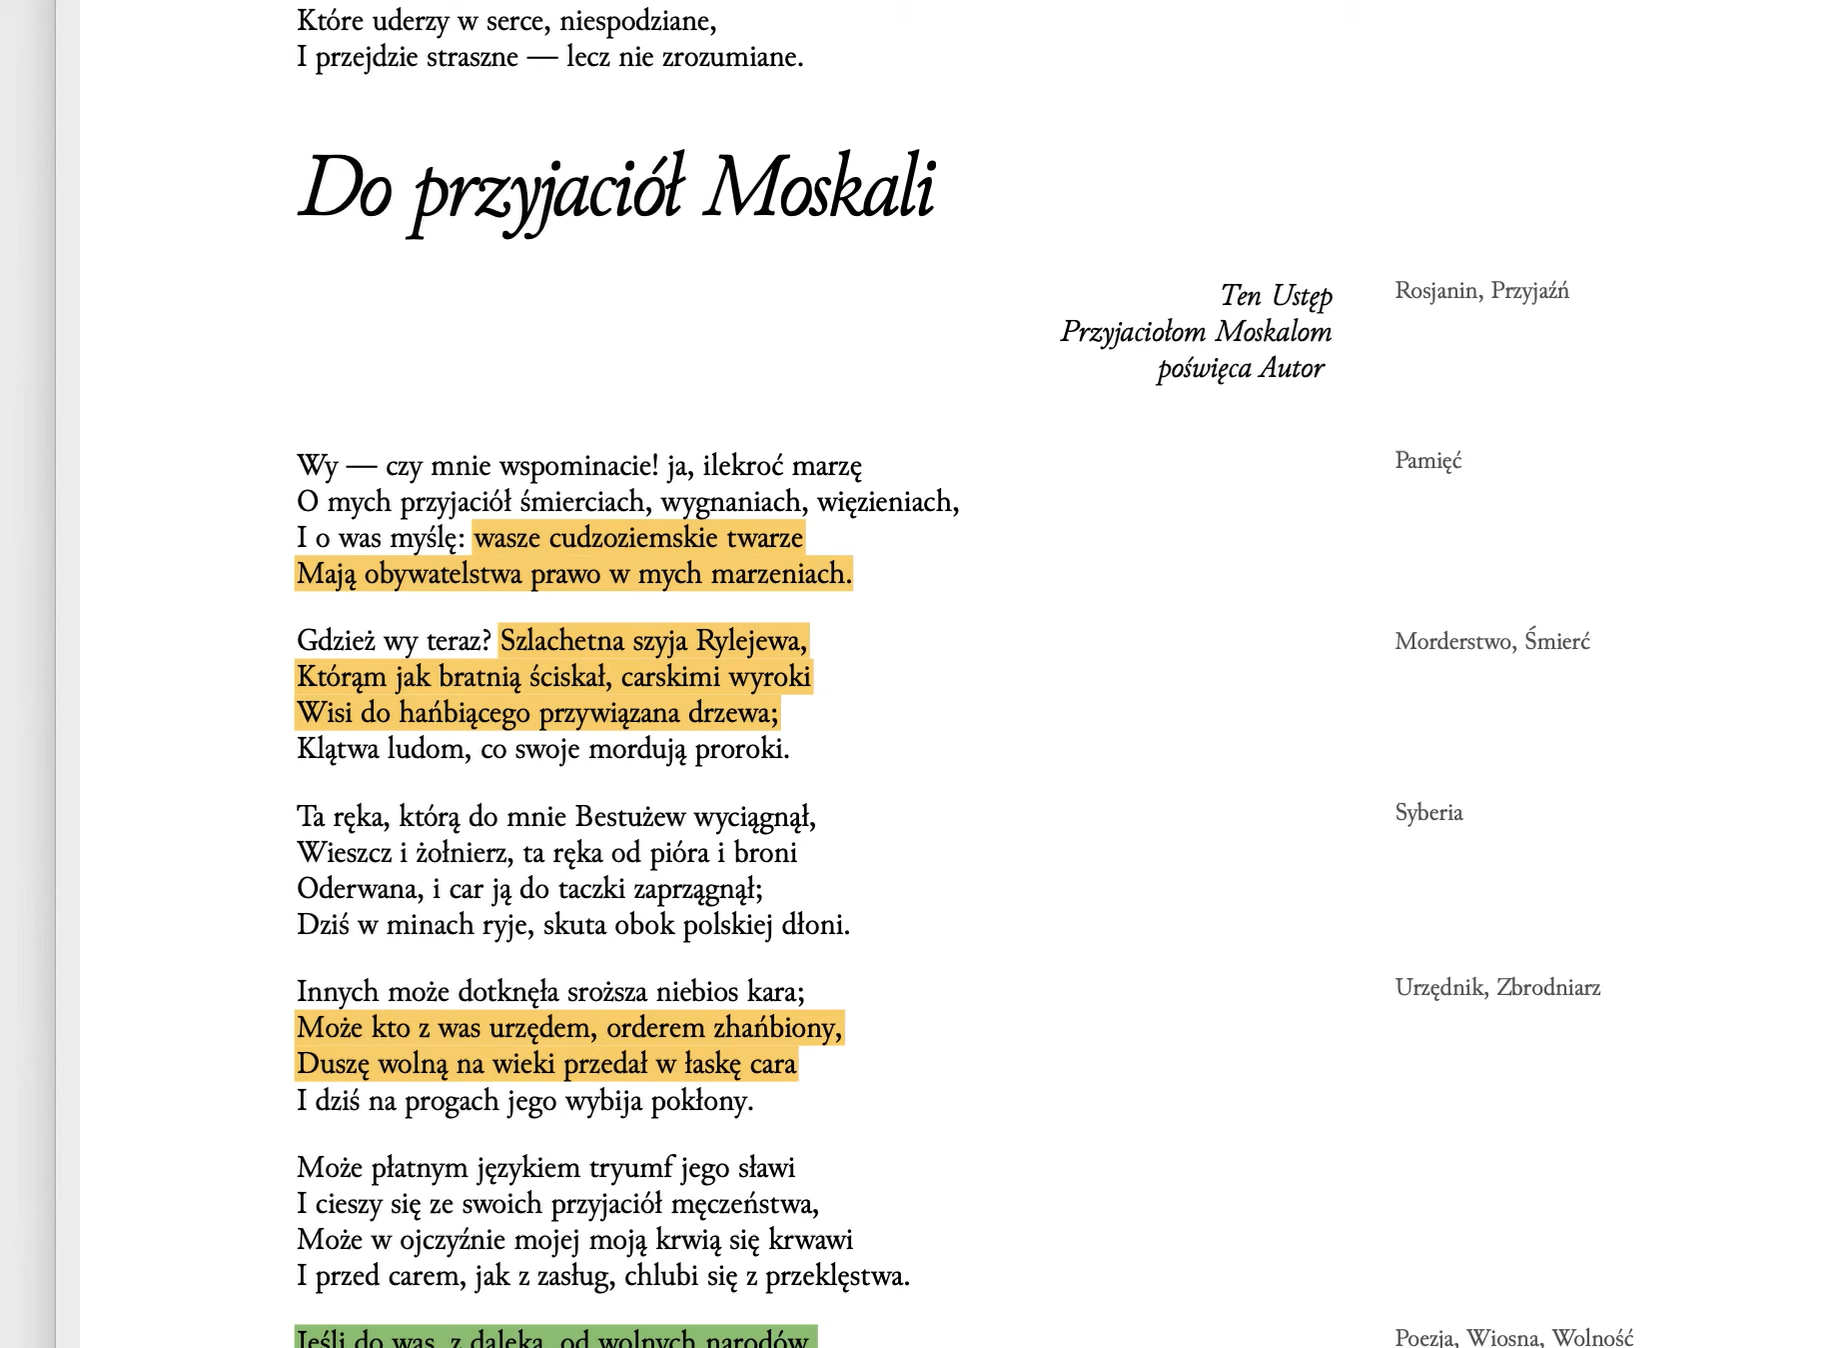 Które uderzy w serce, niespodziane,
I przejdzie straszne — lecz nie zrozumiane.
Do przyjaciół Moskali
Ten Ustęp
Przyjaciołom Moskalom
poświęca Autor
Rosjanin, Przyjaźń
Wy — czy mnie wspominacie! ja, ilekroć marzę
O mych przyjaciół śmierciach, wygnaniach, więzieniach,
I o was myślę: wasze cudzoziemskie twarze
Mają obywatelstwa prawo w mych marzeniach.
Pamięć
Gdzież wy teraz? Szlachetna szyja Rylejewa,
Którąm jak bratnią ściskał, carskimi wyroki
Wisi do hańbiącego przywiązana drzewa;
Klątwa ludom, co swoje mordują proroki.
Morderstwo, Śmierć
Ta ręka, którą do mnie Bestużew wyciągnął,
Wieszcz i żołnierz, ta ręka od pióra i broni
Oderwana, i car ją do taczki zaprzągnął;
Dziś w minach ryje, skuta obok polskiej dłoni.
Syberia
Innych może dotknęła sroższa niebios kara;
Może kto z was urzędem, orderem zhańbiony,
Duszę wolną na wieki przedał w łaskę cara
I dziś na progach jego wybija pokłony.
Urzędnik, Zbrodniarz
Może płatnym językiem tryumf jego sławi
I cieszy się ze swoich przyjaciół męczeństwa,
Może w ojczyźnie mojej moją krwią się krwawi
I przed carem, jak z zasług, chlubi się z przeklęstwa.
Jeśli do was, z daleka, od wolnych narodów,
Poezja, Wiosna, Wolność